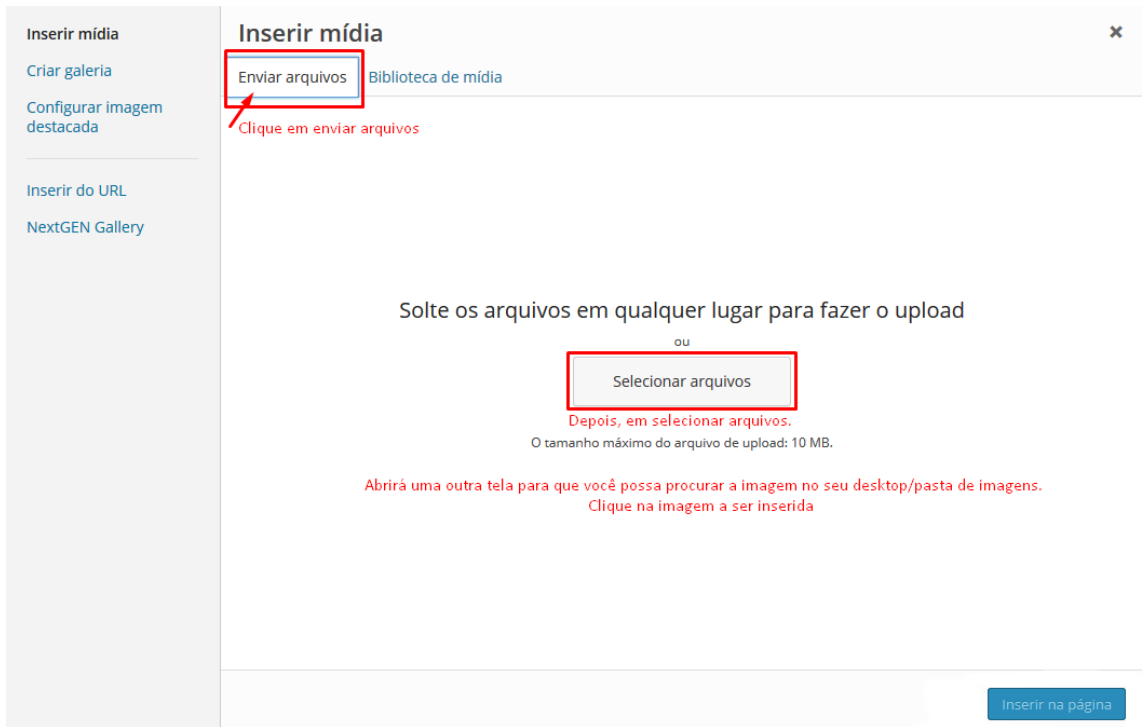 Inserir mídia
Criar galeria
Configurar imagem
destacada
Inserir do URL
NextGEN Gallery
Inserir mídia
×
Enviar arquivos
Biblioteca de mídia
Clique em enviar arquivos
Solte os arquivos em qualquer lugar para fazer o upload
ou
Selecionar arquivos
Depois, em selecionar arquivos.
O tamanho máximo do arquivo de upload: 10 MB.
Abrirá uma outra tela para que você possa procurar a imagem no seu desktop/pasta de imagens.
Clique na imagem a ser inserida
Inserir na página